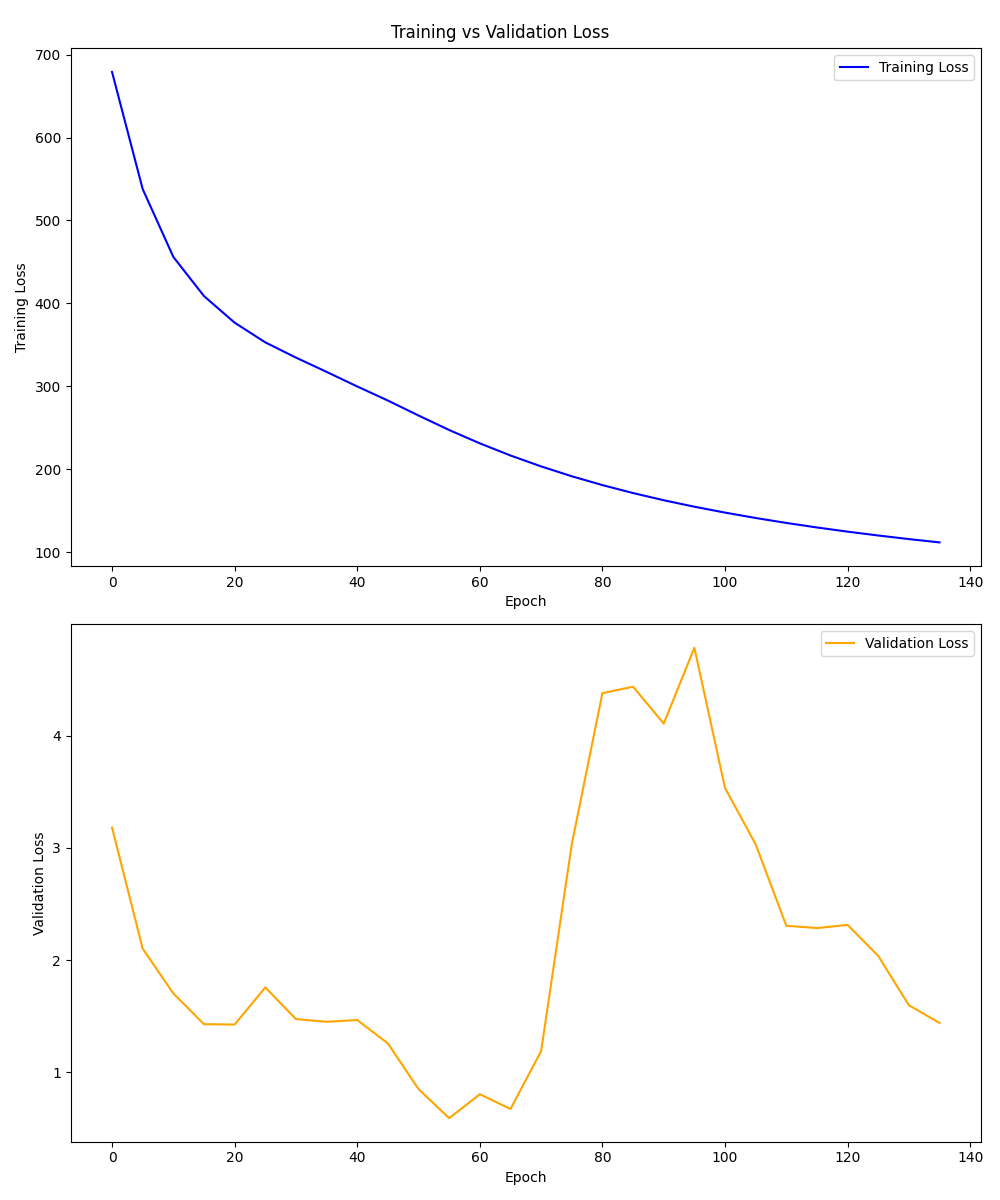 Training vs Validation Loss
Training Loss
700
600
500
400
300
200
100
Training Loss
0 20 40 60 80 100 120 140
Epoch
Validation Loss
4
3
2
1
Validation Loss
0 20 40 60 80 100 120 140
Epoch